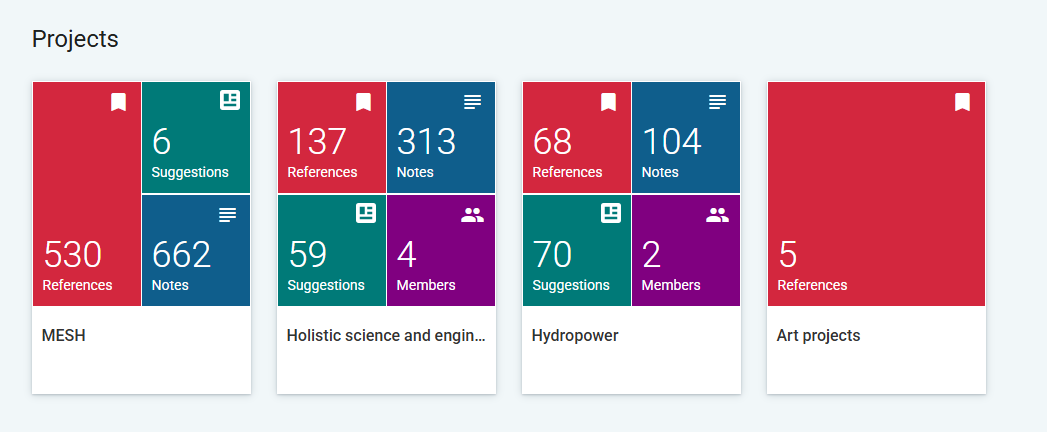 Projects
6
Suggestions
530
References
662
Notes
MESH
137
References
313
Notes
59
Suggestions
4
Members
Holistic science and engin...
68
References
104
Notes
70
Suggestions
2
Members
Hydropower
5
References
Art projects